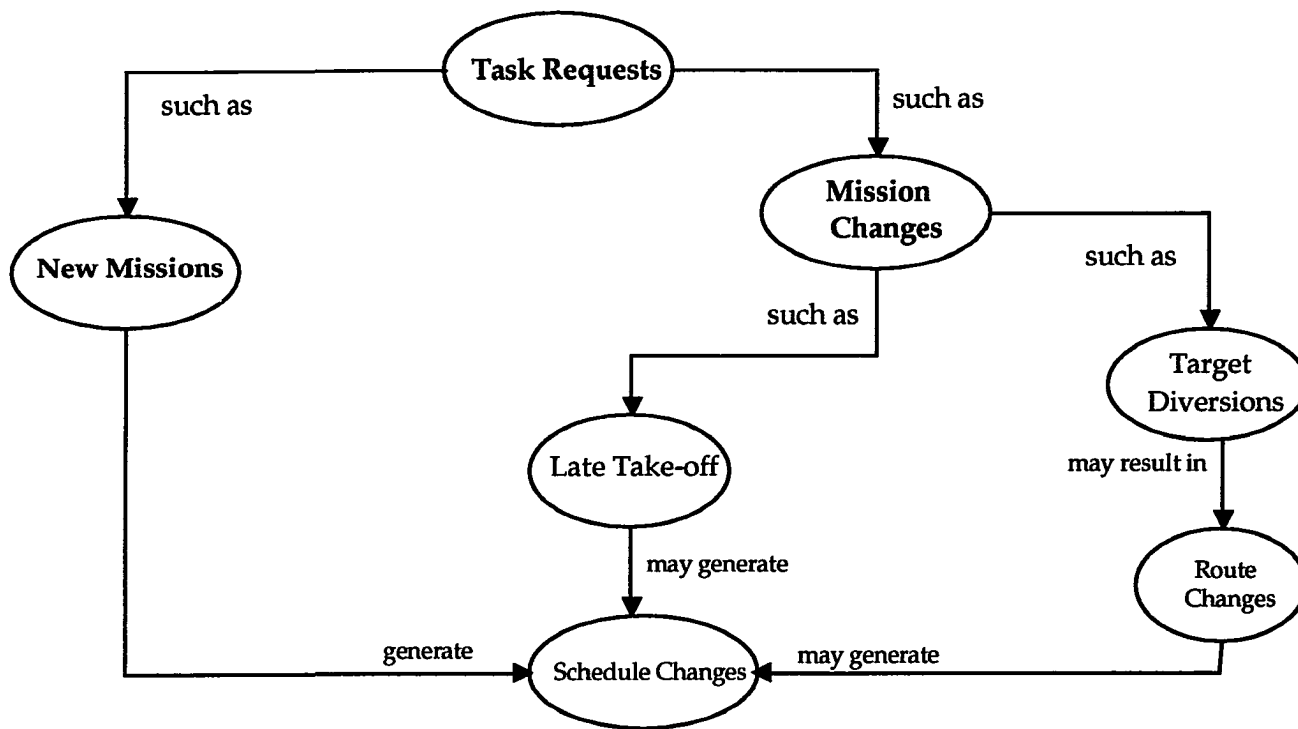 Task Requests
such as
such as
Mission
Changes
New Missions
such as
such as
Target
Diversions
Late Take-off
may result in
may generate
Route
Changes
generate
Schedule Changes
may generate